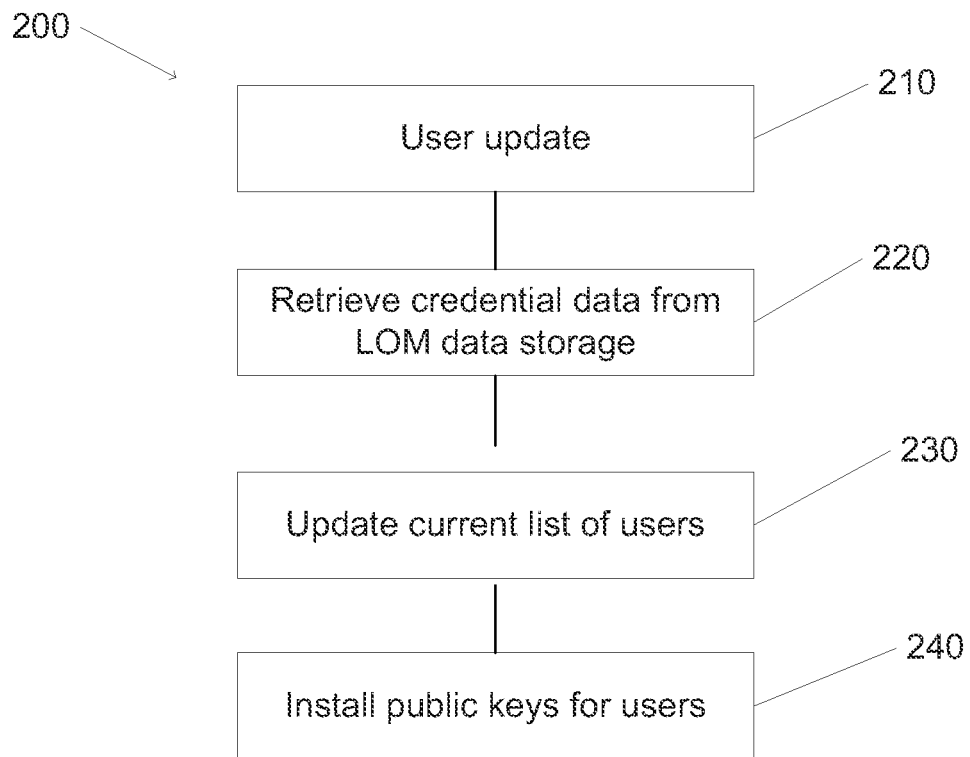 200
210
User update
220
Retrieve credential data from
LOM data storage
230
Update current list of users
240
Install public keys for users